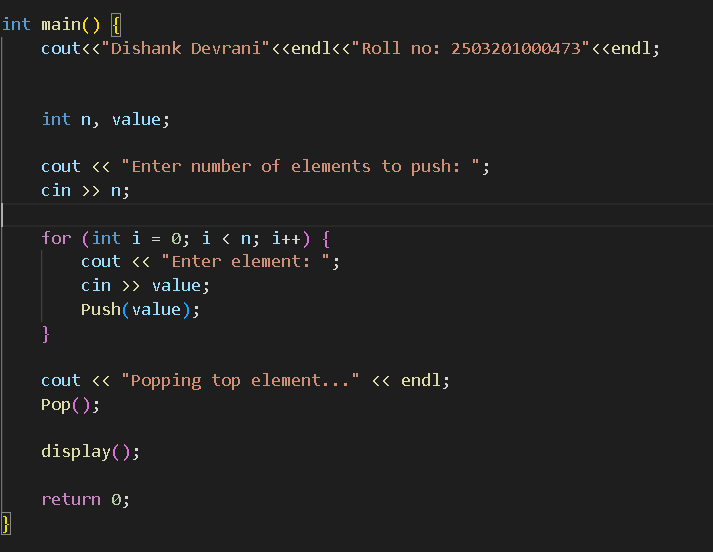 int main() {
    cout<<"Dishank Devrani"<<endl<<"Roll no: 2503201000473"<<endl;
    int n, value;
    cout << "Enter number of elements to push: ";
    cin >> n;
    for (int i = 0; i < n; i++) {
        cout << "Enter element: ";
        cin >> value;
        Push(value);
    }
    cout << "Popping top element..." << endl;
    Pop();
    display();
    return 0;
}